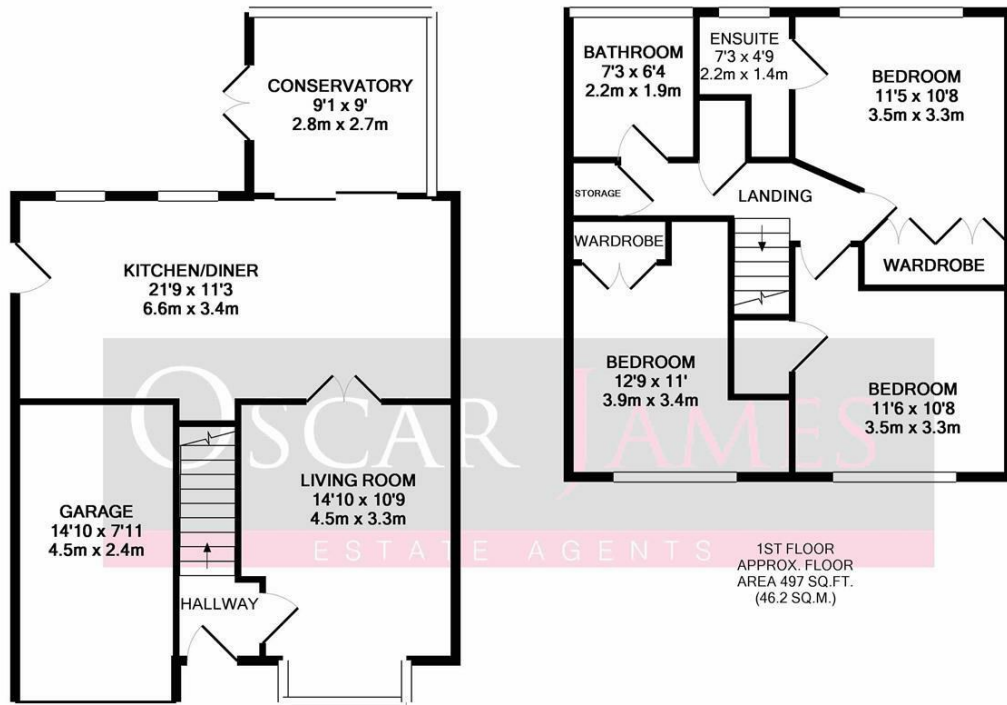 CONSERVATORY
9'1 x 9'
2.8m x 2.7m
KITCHEN/DINER
21'9 x 11'3
6.6m x 3.4m
GARAGE
14'10 x 7'11
4.5m x 2.4m
HALLWAY
LIVING ROOM
14'10 x 10'9
4.5m x 3.3m
BATHROOM
7'3 x 6'4
2.2m x 1.9m
ENSUITE
7'3 x 4'9
2.2m x 1.4m
BEDROOM
11'5 x 10'8
3.5m x 3.3m
STORAGE
LANDING
WARDROBE
WARDROBE
BEDROOM
12'9 x 11'
3.9m x 3.4m
BEDROOM
11'6 x 10'8
3.5m x 3.3m
OSCAR JAMES
ESTATE AGENTS
1ST FLOOR
APPROX. FLOOR
AREA 497 SQ.FT.
(46.2 SQ.M.)